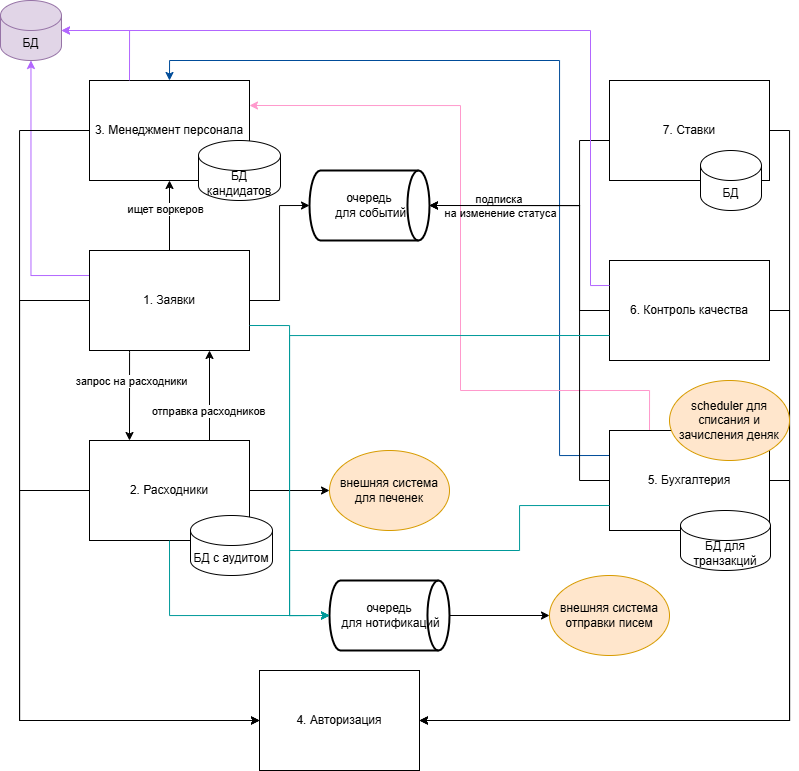 БД
3. Менеджмент персонала
БД
кандидатов
7. Ставки
БД
очередь
для событий
подписка
на изменение статуса
ищет воркеров
1. Заявки
6. Контроль качества
запрос на расходники
отправка расходников
scheduler для
списания и
зачисления деняк
2. Расходники
БД с аудитом
внешняя система
для печенек
5. Бухгалтерия
БД для
транзакций
очередь
для нотификаций
внешняя система
отправки писем
4. Авторизация